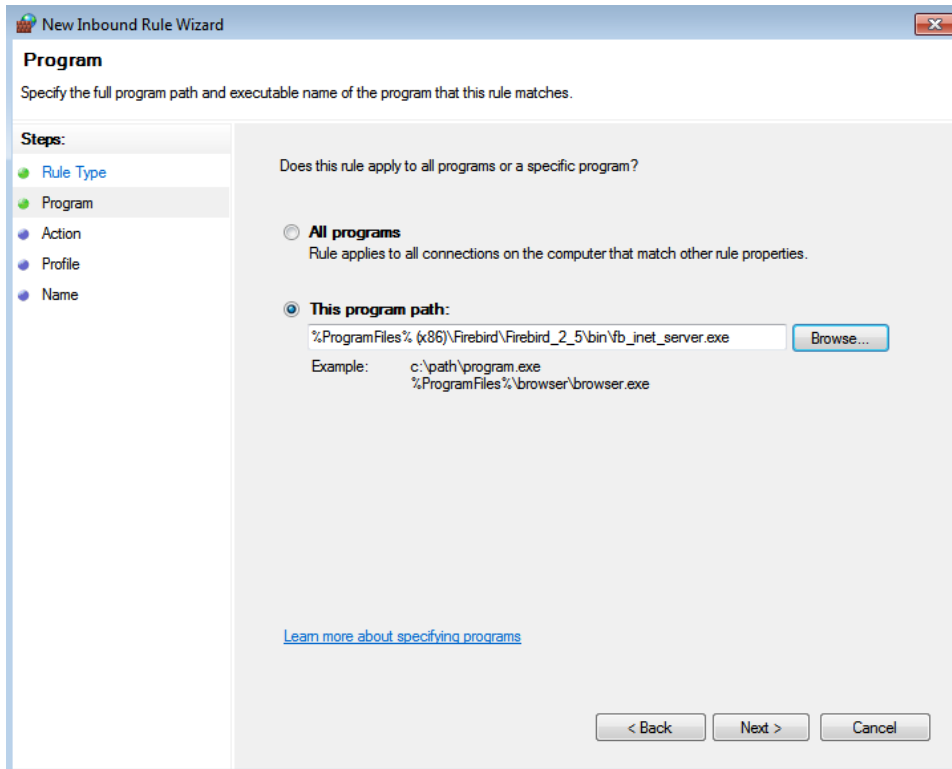 New Inbound Rule Wizard
Program
Specify the full program path and executable name of the program that this rule matches.
Steps:
Rule Type
Program
Action
Profile
Name
Does this rule apply to all programs or a specific program?
All programs
Rule applies to all connections on the computer that match other rule properties.
This program path:
%ProgramFiles% (x86)\Firebird\Firebird_2_5\bin\fb_inet_server.exe
Browse...
Example: c:\path\program.exe
%ProgramFiles%\browser\browser.exe
Learn more about specifying programs
< Back Next > Cancel